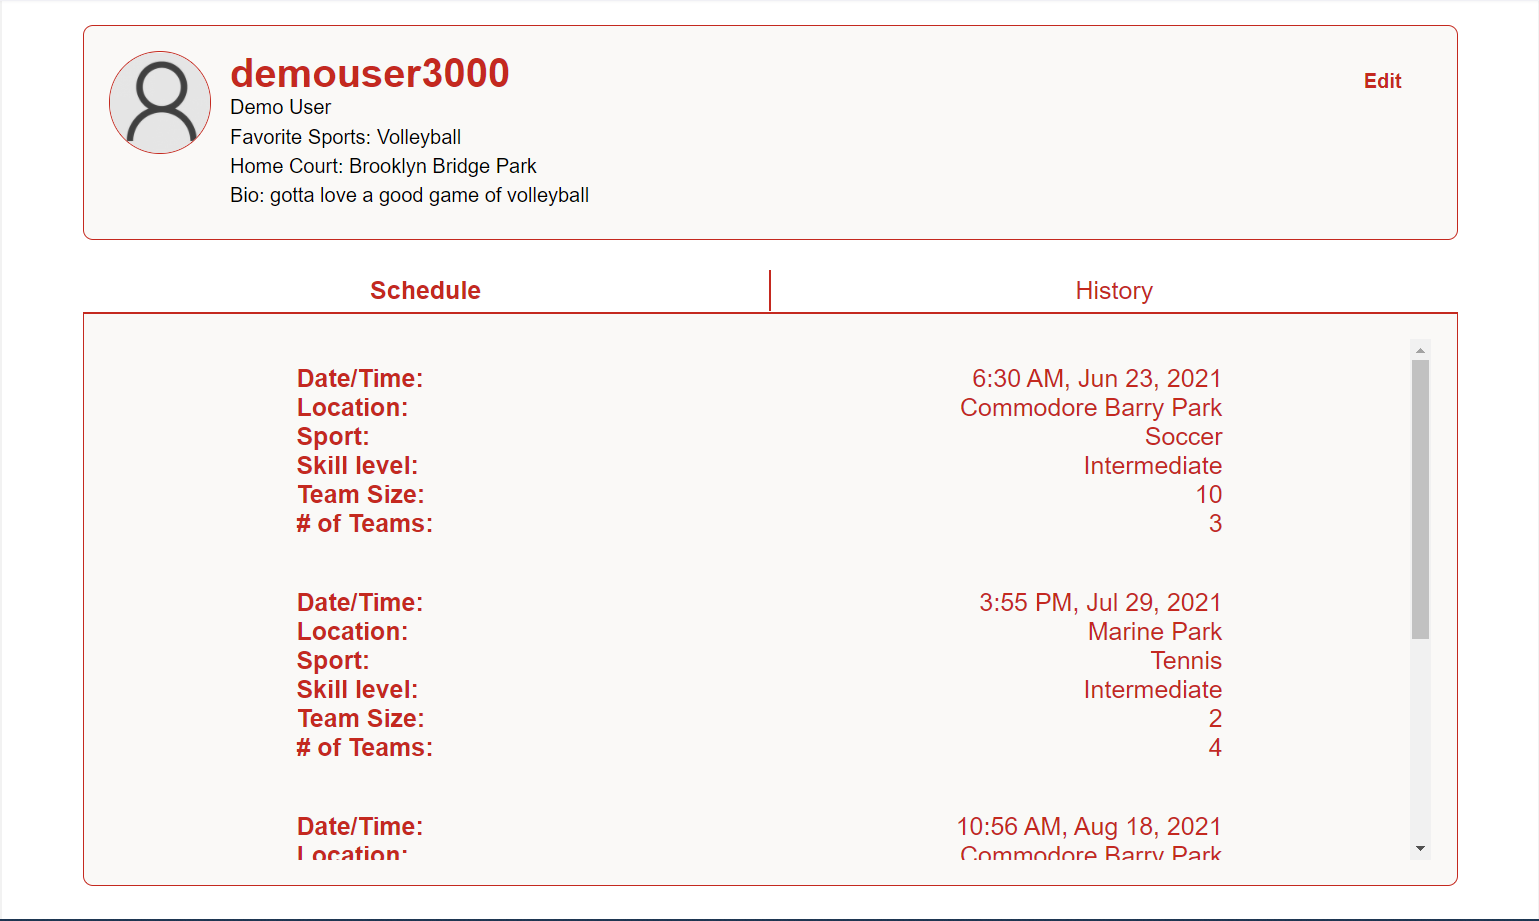 demouser3000
Edit
Demo User
Favorite Sports: Volleyball
Home Court: Brooklyn Bridge Park
Bio: gotta love a good game of volleyball
Schedule
History
Date/Time: 6:30 AM, Jun 23, 2021
Location: Commodore Barry Park
Sport: Soccer
Skill level: Intermediate
Team Size: 10
# of Teams: 3
Date/Time: 3:55 PM, Jul 29, 2021
Location: Marine Park
Sport: Tennis
Skill level: Intermediate
Team Size: 2
# of Teams: 4
Date/Time: 10:56 AM, Aug 18, 2021
Location: Commodore Barry Park